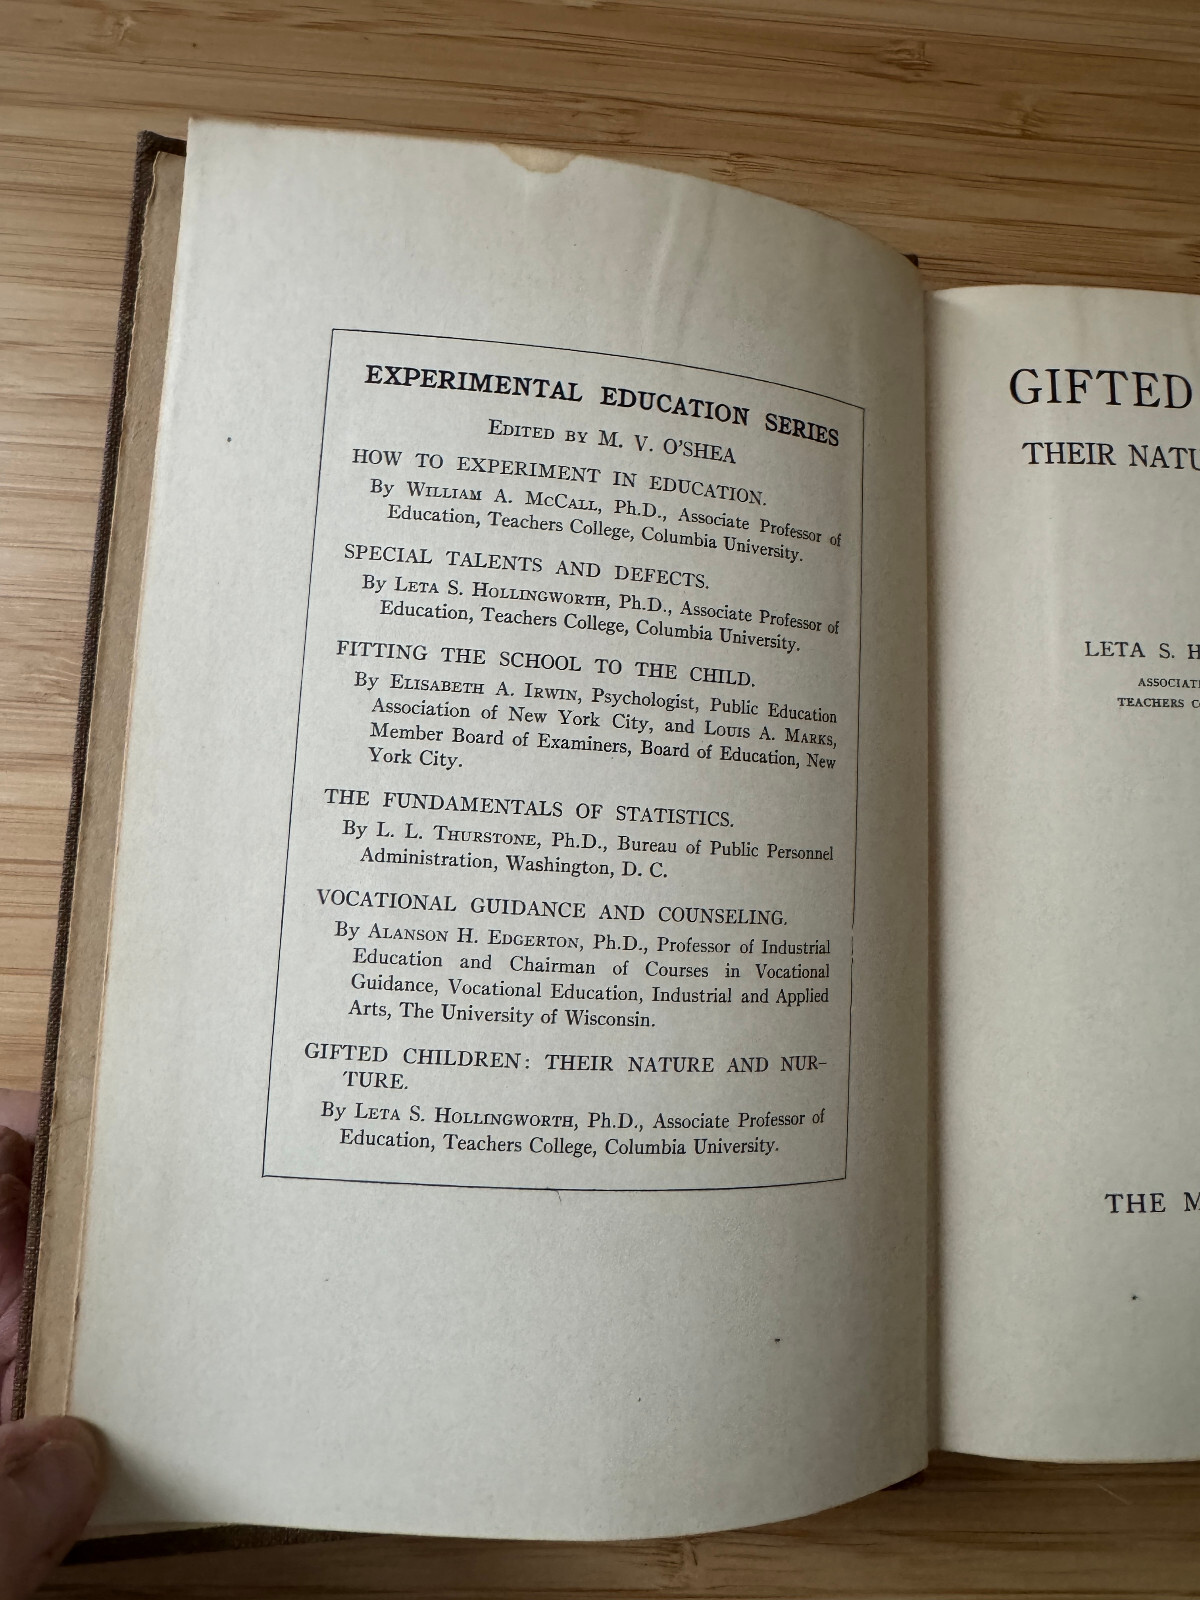 EXPERIMENTAL EDUCATION SERIES
EDITED BY M. V. O'SHEA
HOW TO EXPERIMENT IN EDUCATION.
By WILLIAM A. McCALL, Ph.D., Associate Professor of
Education, Teachers College, Columbia University.
SPECIAL TALENTS AND DEFECTS.
By LETA S. HOLLINGWORTH, Ph.D., Associate Professor of
Education, Teachers College, Columbia University.
FITTING THE SCHOOL TO THE CHILD.
By ELISABETH A. IRWIN, Psychologist, Public Education
Association of New York City, and LOUIS A. MARKS,
Member Board of Examiners, Board of Education, New
York City.
THE FUNDAMENTALS OF STATISTICS.
By L. L. THURSTONE, Ph.D., Bureau of Public Personnel
Administration, Washington, D. C.
VOCATIONAL GUIDANCE AND COUNSELING.
By ALANSON H. EDGERTON, Ph.D., Professor of Industrial
Education and Chairman of Courses in Vocational
Guidance, Vocational Education, Industrial and Applied
Arts, The University of Wisconsin.
GIFTED CHILDREN: THEIR NATURE AND NUR-
TURE.
By LETA S. HOLLINGWORTH, Ph.D., Associate Professor of
Education, Teachers College, Columbia University.
GIFTED
THEIR NATU
LETA S. H
ASSOCIATE
TEACHERS C
THE M